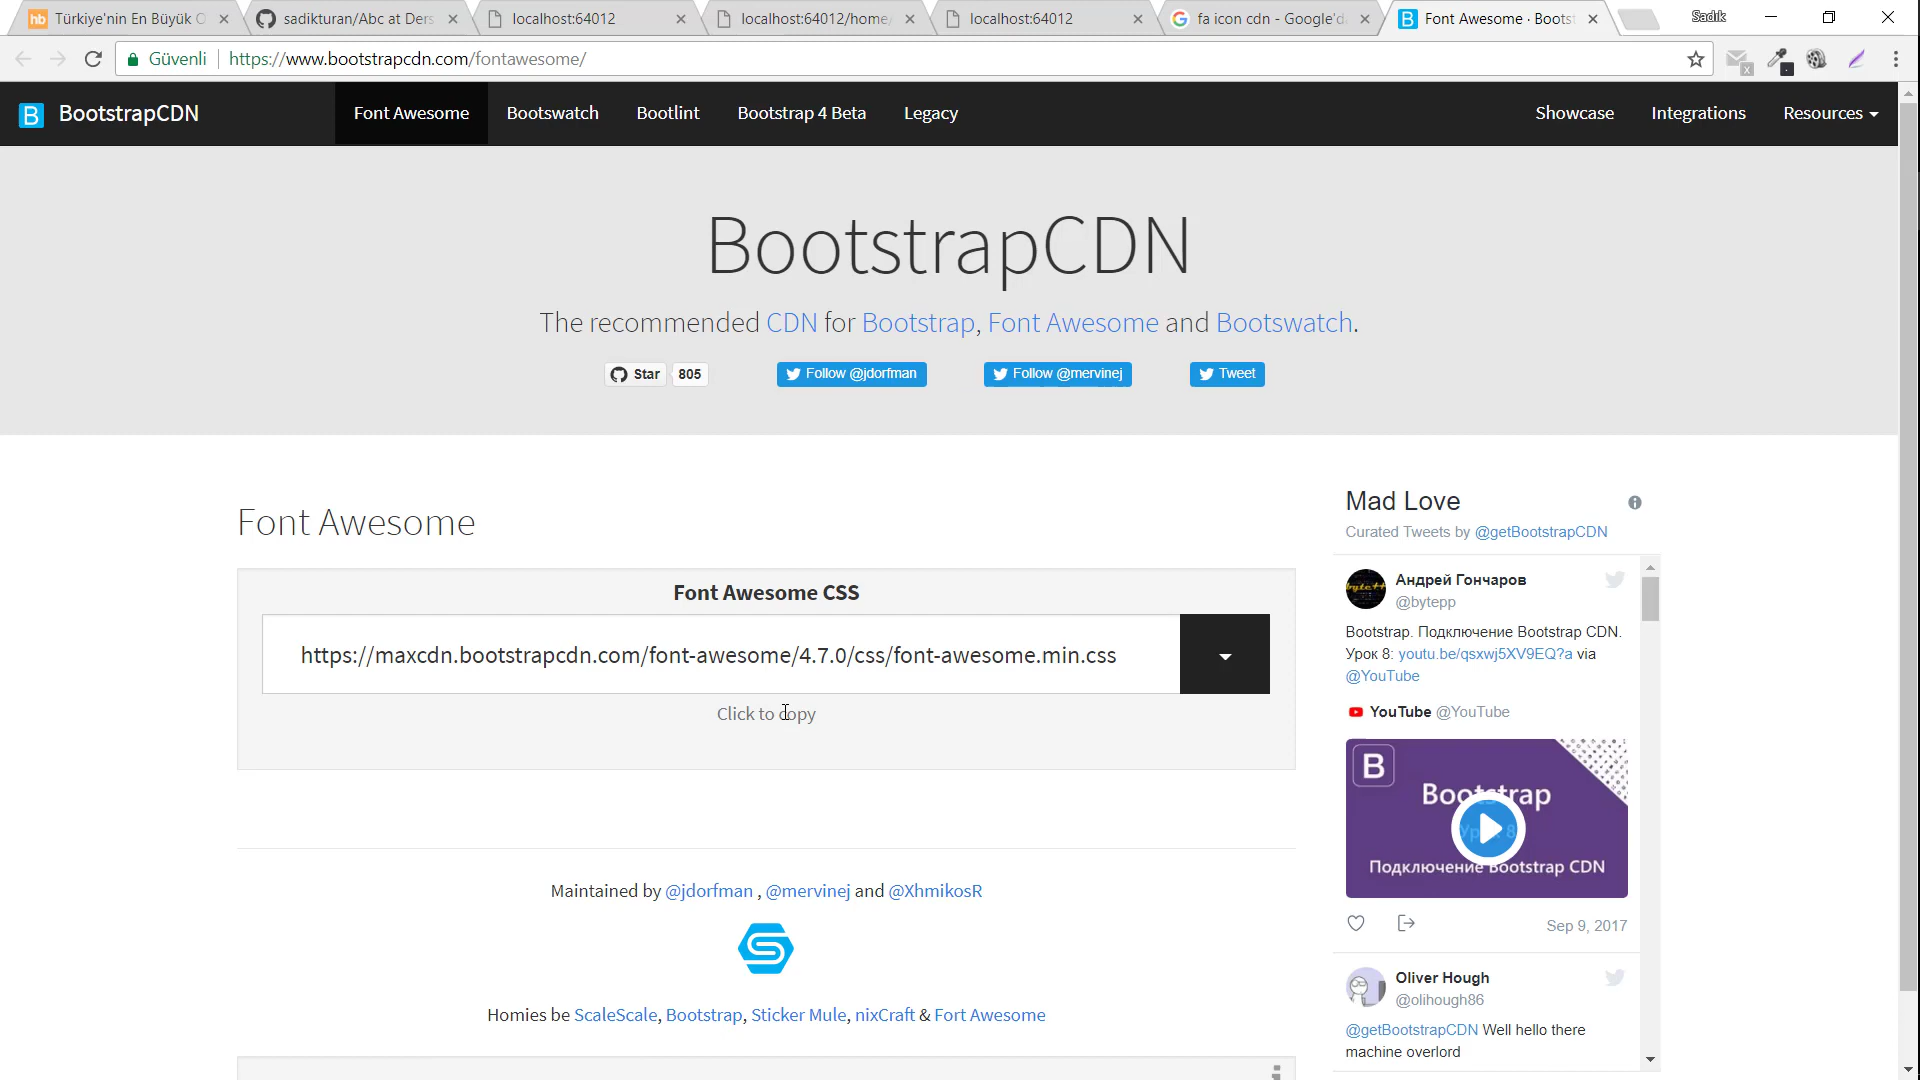 Türkiye'nin En Büyük O
sadikturan/Abc at Ders
localhost:64012
localhost:64012/home/
localhost:64012
fa icon cdn - Google'd
Font Awesome · Boots
Sadık
Güvenli
https://www.bootstrapcdn.com/fontawesome/
BootstrapCDN
Font Awesome
Bootswatch
Bootlint
Bootstrap 4 Beta
Legacy
Showcase
Integrations
Resources
BootstrapCDN
The recommended CDN for Bootstrap, Font Awesome and Bootswatch.
Star
805
Follow @jdorfman
Follow @mervinej
Tweet
Font Awesome
Font Awesome CSS
https://maxcdn.bootstrapcdn.com/font-awesome/4.7.0/css/font-awesome.min.css
Click to copy
Maintained by @jdorfman , @mervinej and @XhmikosR
Homies be ScaleScale, Bootstrap, Sticker Mule, nixCraft & Fort Awesome
Mad Love
Curated Tweets by @getBootstrapCDN
Андрей Гончаров
@bytepp
Bootstrap. Подключение Bootstrap CDN.
Урок 8: youtu.be/qsxwj5XV9EQ?a via
@YouTube
YouTube @YouTube
B
Bootstrap
Подключение Bootstrap CDN
Sep 9, 2017
Oliver Hough
@olihough86
@getBootstrapCDN Well hello there
machine overlord